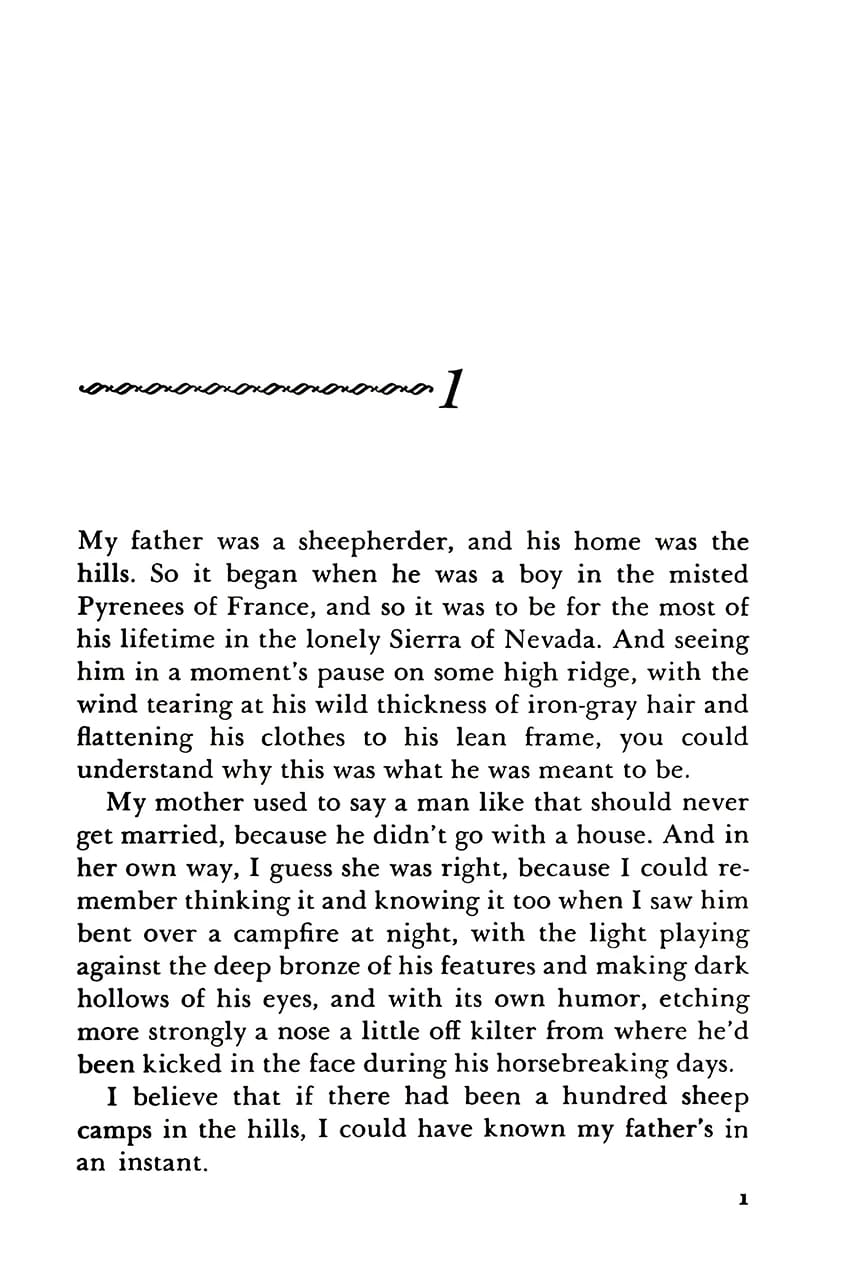 1
My father was a sheepherder, and his home was the
hills. So it began when he was a boy in the misted
Pyrenees of France, and so it was to be for the most of
his lifetime in the lonely Sierra of Nevada. And seeing
him in a moment's pause on some high ridge, with the
wind tearing at his wild thickness of iron-gray hair and
flattening his clothes to his lean frame, you could
understand why this was what he was meant to be.
My mother used to say a man like that should never
get married, because he didn't go with a house. And in
her own way, I guess she was right, because I could re-
member thinking it and knowing it too when I saw him
bent over a campfire at night, with the light playing
against the deep bronze of his features and making dark
hollows of his eyes, and with its own humor, etching
more strongly a nose a little off kilter from where he'd
been kicked in the face during his horsebreaking days.
I believe that if there had been a hundred sheep
camps in the hills, I could have known my father's in
an instant.
1